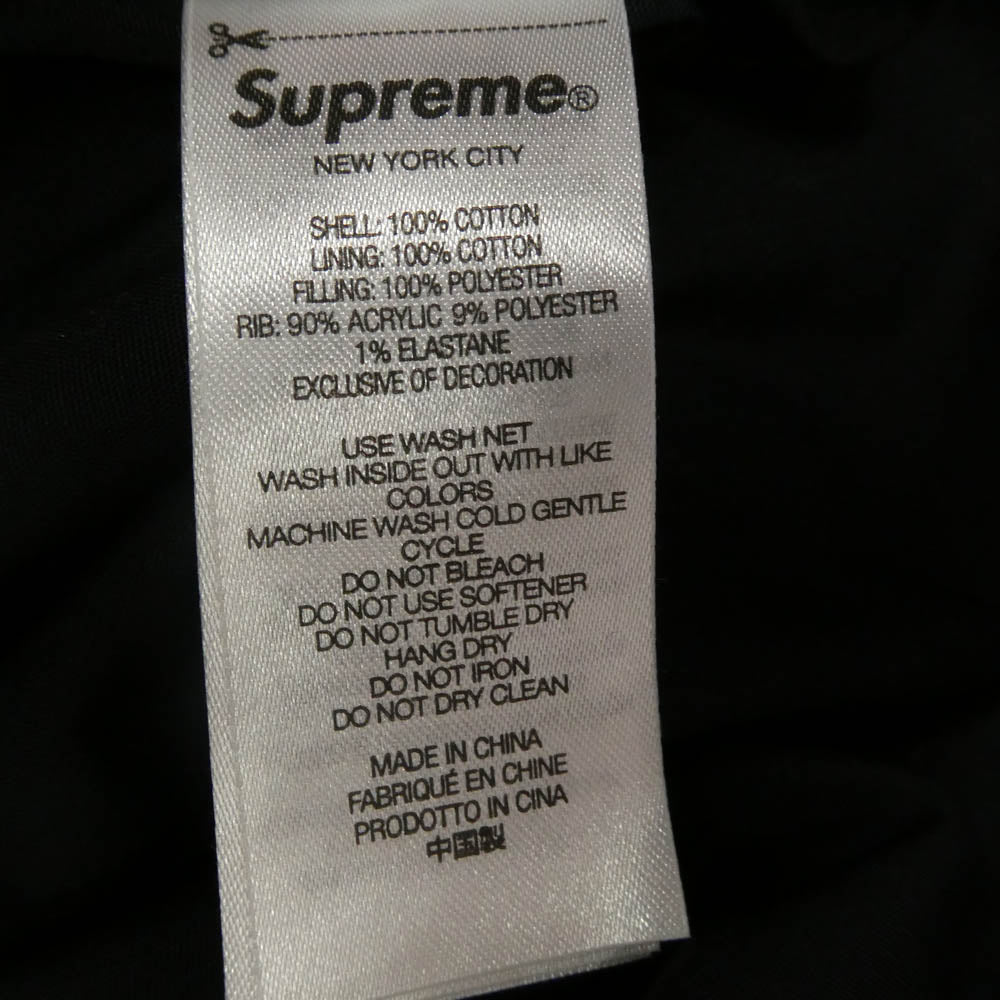 Supreme®
NEW YORK CITY
SHELL: 100% COTTON
LINING: 100% COTTON
FILLING: 100% POLYESTER
RIB: 90% ACRYLIC 9% POLYESTER
1% ELASTANE
EXCLUSIVE OF DECORATION
USE WASH NET
WASH INSIDE OUT WITH LIKE
COLORS
MACHINE WASH COLD GENTLE
CYCLE
DO NOT BLEACH
DO NOT USE SOFTENER
DO NOT TUMBLE DRY
HANG DRY
DO NOT IRON
DO NOT DRY CLEAN
MADE IN CHINA
FABRIQUÉ EN CHINE
PRODOTTO IN CINA
中国製